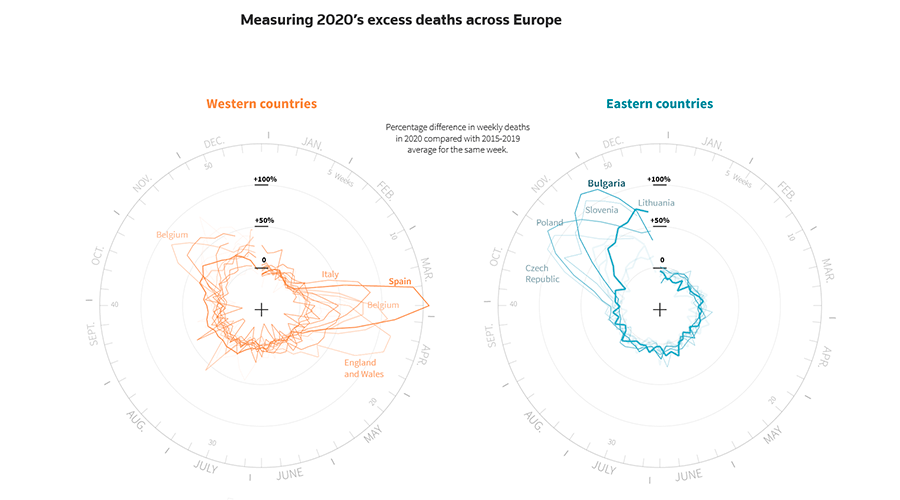 Measuring 2020's excess deaths across Europe
Western countries
Eastern countries
Percentage difference in weekly deaths
in 2020 compared with 2015-2019
average for the same week.
JAN.
5 Weeks
FEB.
10
MAR.
APR.
20
MAY
JUNE
30
JULY
AUG.
SEPT.
40
OCT.
NOV.
50
DEC.
+100%
+50%
0
Belgium
Italy
Spain
Belgium
England
and Wales
JAN.
5 Weeks
FEB.
10
MAR.
APR.
20
MAY
JUNE
30
JULY
AUG.
SEPT.
40
OCT.
NOV.
50
DEC.
+100%
+50%
0
Bulgaria
Lithuania
Slovenia
Poland
Czech
Republic